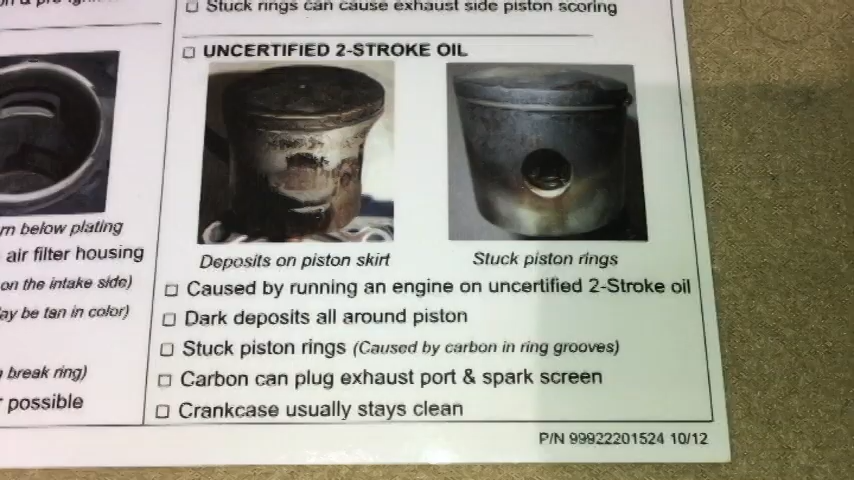 Stuck rings can cause exhaust side piston scoring
UNCERTIFIED 2-STROKE OIL
Deposits on piston skirt
Stuck piston rings
Caused by running an engine on uncertified 2-Stroke oil
Dark deposits all around piston
Stuck piston rings (Caused by carbon in ring grooves)
Carbon can plug exhaust port & spark screen
Crankcase usually stays clean
below plating
air filter housing
on the intake side)
ay be tan in color)
break ring)
possible
P/N 99922201524 10/12